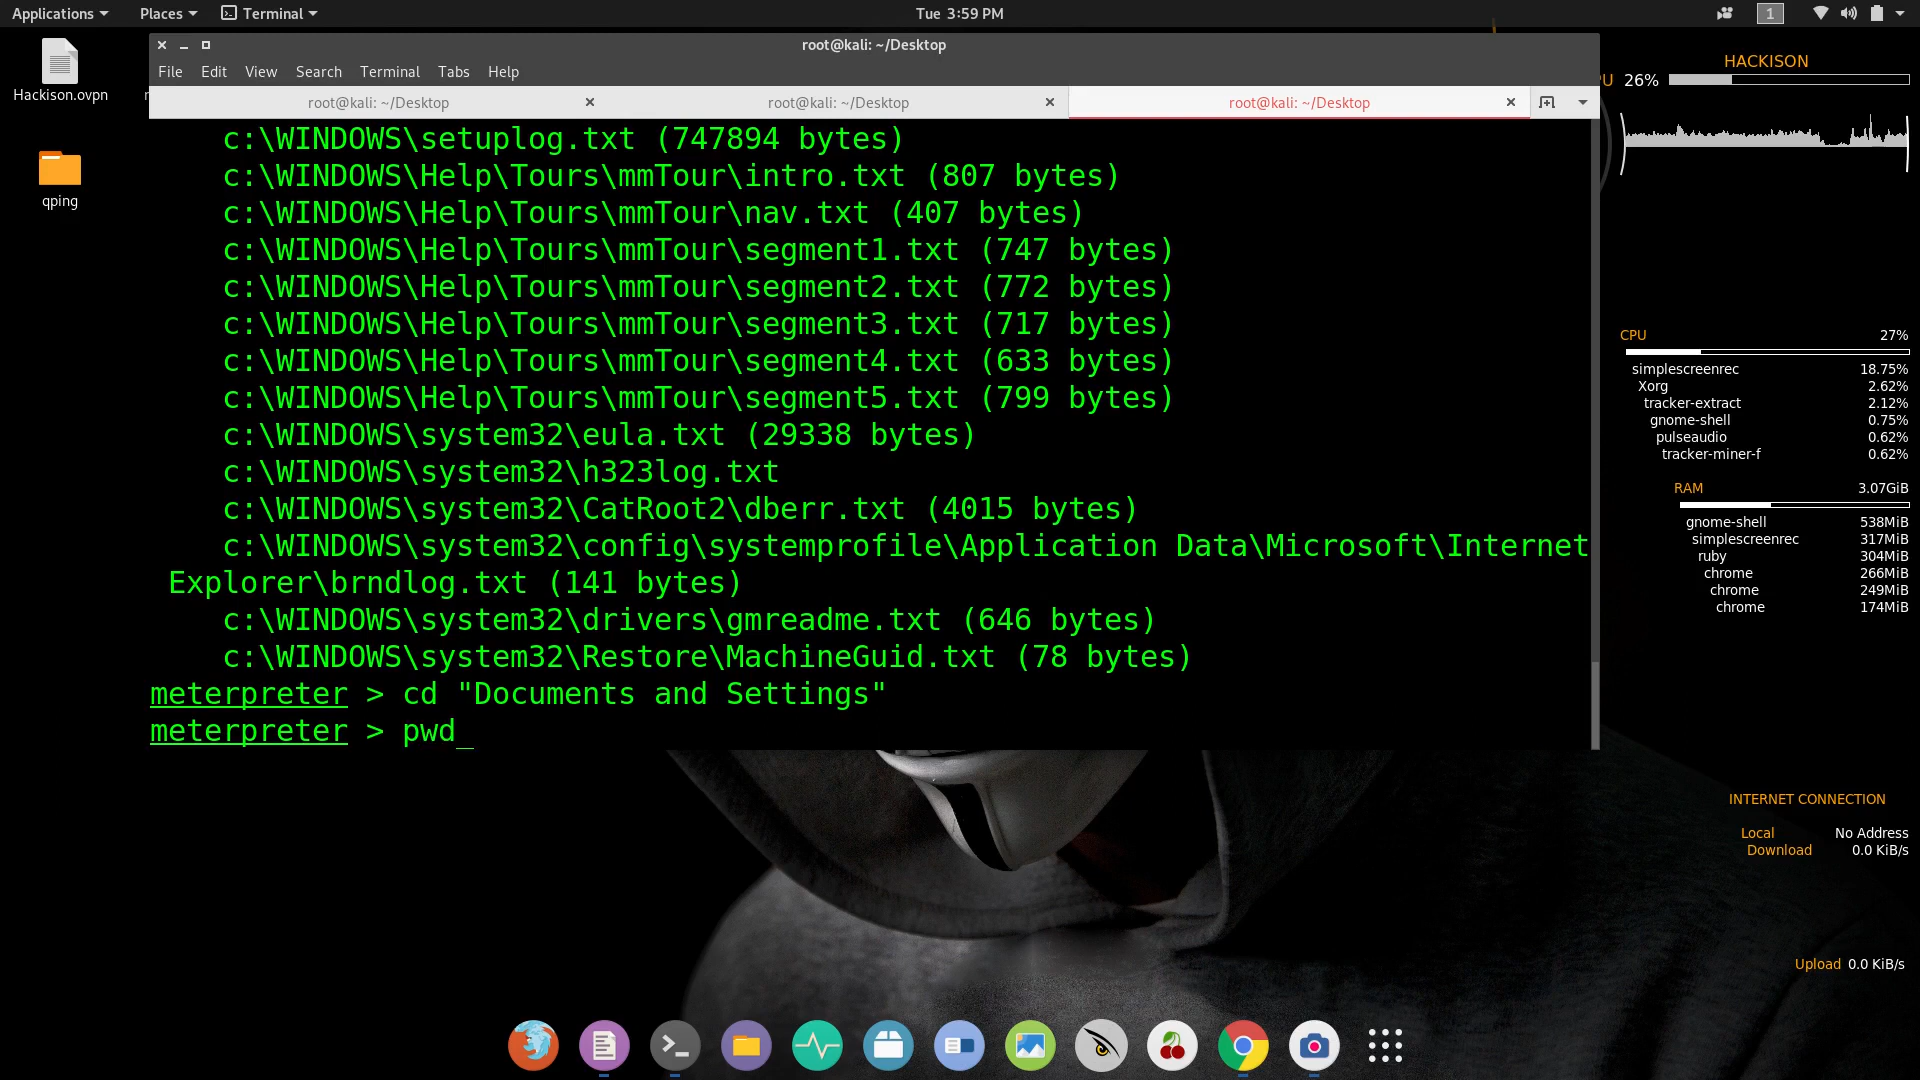 Applications
Places
Terminal
Tue 3:59 PM
1
Hackison.ovpn
qping
root@kali: ~/Desktop
File Edit View Search Terminal Tabs Help
root@kali: ~/Desktop
root@kali: ~/Desktop
root@kali: ~/Desktop
c:\WINDOWS\setuplog.txt (747894 bytes)
c:\WINDOWS\Help\Tours\mmTour\intro.txt (807 bytes)
c:\WINDOWS\Help\Tours\mmTour\nav.txt (407 bytes)
c:\WINDOWS\Help\Tours\mmTour\segment1.txt (747 bytes)
c:\WINDOWS\Help\Tours\mmTour\segment2.txt (772 bytes)
c:\WINDOWS\Help\Tours\mmTour\segment3.txt (717 bytes)
c:\WINDOWS\Help\Tours\mmTour\segment4.txt (633 bytes)
c:\WINDOWS\Help\Tours\mmTour\segment5.txt (799 bytes)
c:\WINDOWS\system32\eula.txt (29338 bytes)
c:\WINDOWS\system32\h323log.txt
c:\WINDOWS\system32\CatRoot2\dberr.txt (4015 bytes)
c:\WINDOWS\system32\config\systemprofile\Application Data\Microsoft\Internet
Explorer\brndlog.txt (141 bytes)
c:\WINDOWS\system32\drivers\gmreadme.txt (646 bytes)
c:\WINDOWS\system32\Restore\MachineGuid.txt (78 bytes)
meterpreter > cd "Documents and Settings"
meterpreter > pwd_
HACKISON
26%
CPU 27%
simplescreenrec 18.75%
Xorg 2.62%
tracker-extract 2.12%
gnome-shell 0.75%
pulseaudio 0.62%
tracker-miner-f 0.62%
RAM 3.07GiB
gnome-shell 538MiB
simplescreenrec 317MiB
ruby 304MiB
chrome 266MiB
chrome 249MiB
chrome 174MiB
INTERNET CONNECTION
Local No Address
Download 0.0 KiB/s
Upload 0.0 KiB/s